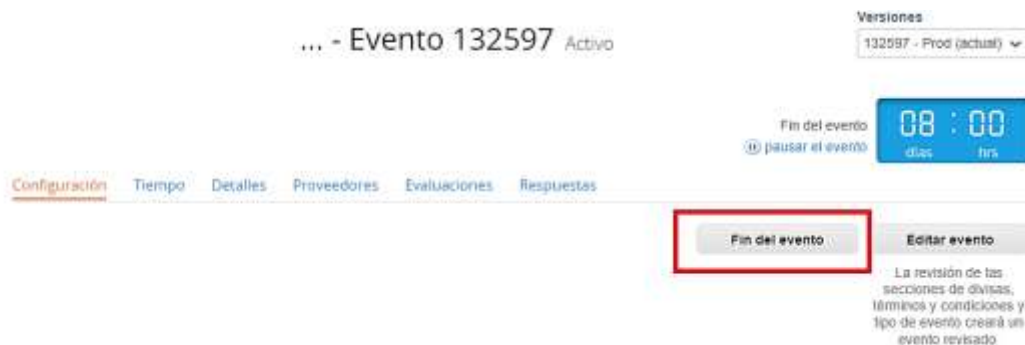 Versiones
... - Evento 132597 Activo
132597 - Prod (actual)
Fin del evento
pausar el evento
08 : 00
días hrs
Configuración Tiempo Detalles Proveedores Evaluaciones Respuestas
Fin del evento Editar evento
La revisión de las
secciones de divisas,
términos y condiciones y
tipo de evento creará un
evento revisado